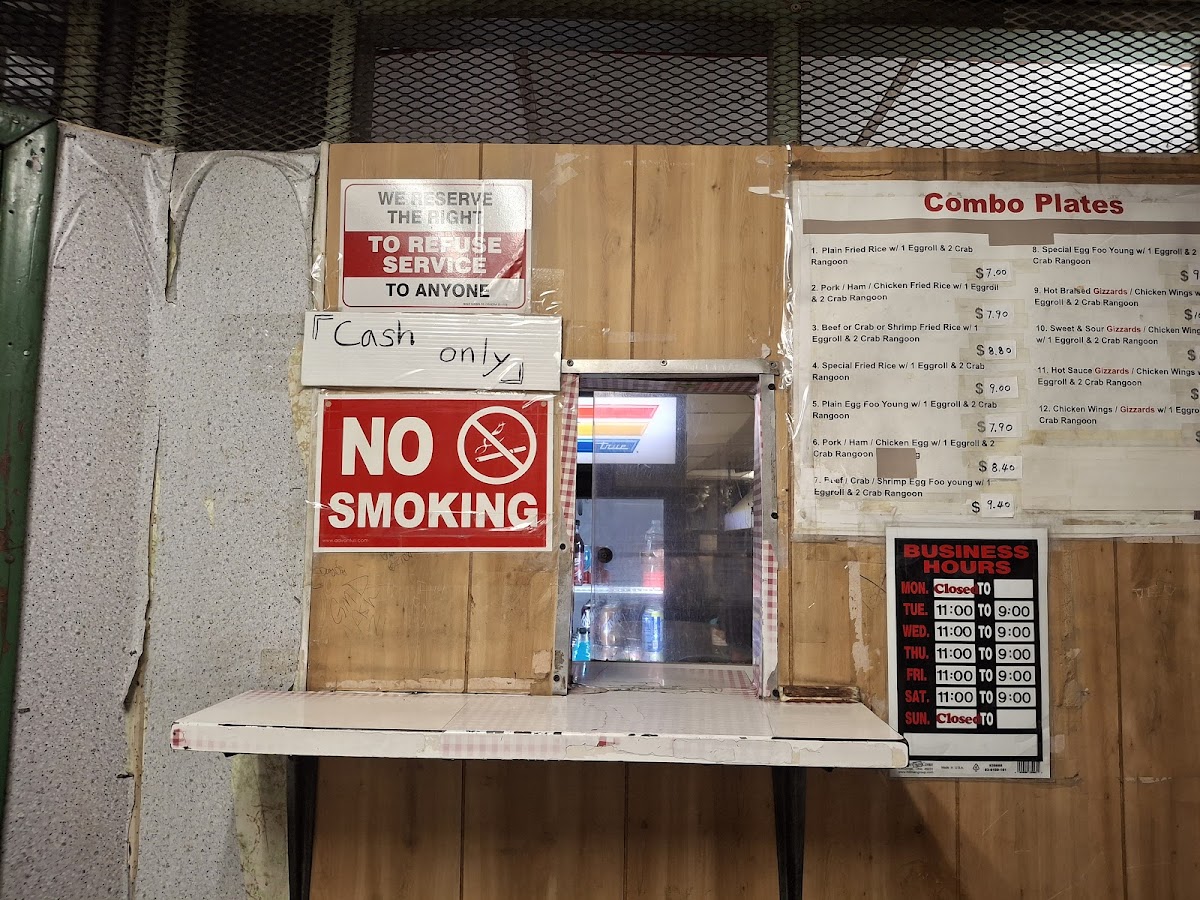 WE RESERVE
THE RIGHT
TO REFUSE
SERVICE
TO ANYONE
「Cash only」
NO
SMOKING
true
Combo Plates
1. Plain Fried Rice w/ 1 Eggroll & 2 Crab
Rangoon
$7.00
2. Pork / Ham / Chicken Fried Rice w/ 1 Eggroll
& 2 Crab Rangoon
$7.90
3. Beef or Crab or Shrimp Fried Rice w/ 1
Eggroll & 2 Crab Rangoon
$8.80
4. Special Fried Rice w/ 1 Eggroll & 2 Crab
Rangoon
$9.00
5. Plain Egg Foo Young w/ 1 Eggroll & 2 Crab
Rangoon
$7.90
6. Pork / Ham / Chicken Egg w/ 1 Eggroll & 2
Crab Rangoon
$8.40
7. Beef / Crab / Shrimp Egg Foo young w/ 1
Eggroll & 2 Crab Rangoon
$9.40
8. Special Egg Foo Young w/ 1 Eggroll & 2
Crab Rangoon
$9
9. Hot Braised Gizzards / Chicken Wings w
Eggroll & 2 Crab Rangoon
$
10. Sweet & Sour Gizzards / Chicken Wing
w/ 1 Eggroll & 2 Crab Rangoon
$
11. Hot Sauce Gizzards / Chicken Wings
Eggroll & 2 Crab Rangoon
$
12. Chicken Wings / Gizzards w/ 1 Eggro
Crab Rangoon
BUSINESS
HOURS
MON. Closed TO
TUE. 11:00 TO 9:00
WED. 11:00 TO 9:00
THU. 11:00 TO 9:00
FRI. 11:00 TO 9:00
SAT. 11:00 TO 9:00
SUN. Closed TO